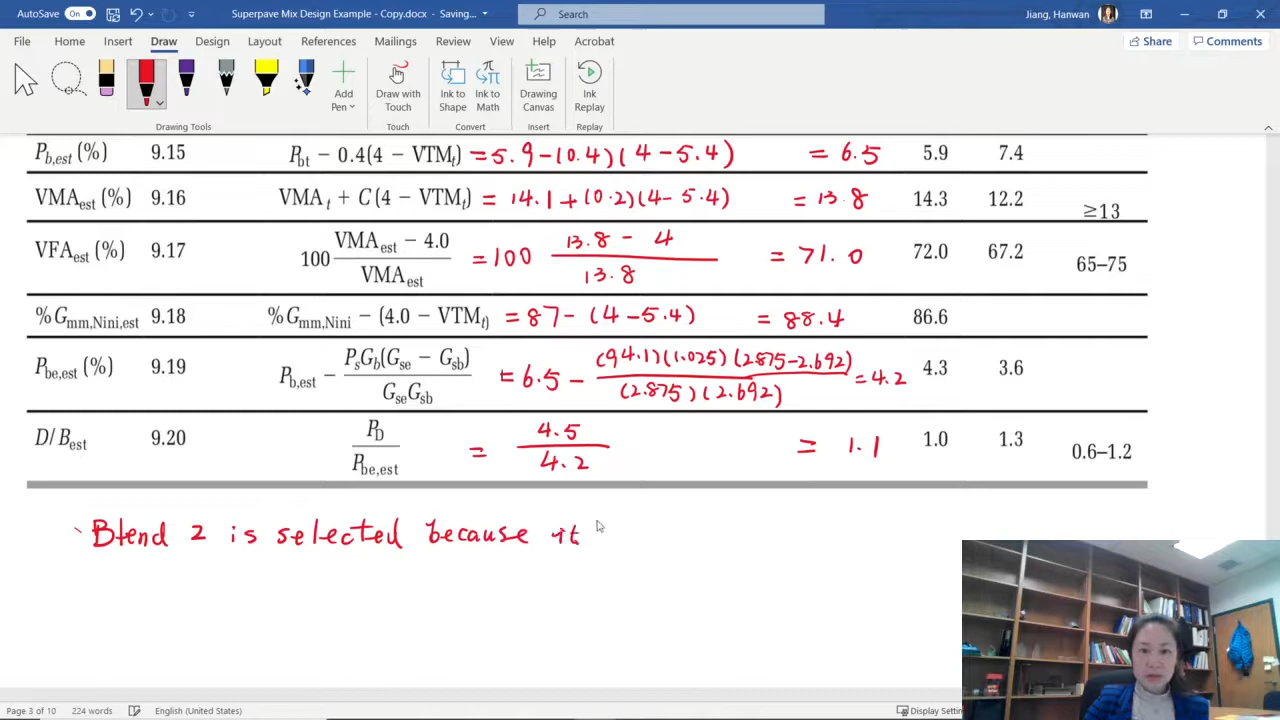 AutoSave On Superpave Mix Design Example - Copy.docx - Saving... Search Jiang, Hanwan
File Home Insert Draw Design Layout References Mailings Review View Help Acrobat Share Comments
Add Pen Draw with Touch Ink to Shape Ink to Math Drawing Canvas Ink Replay
Drawing Tools Touch Convert Insert Replay
P_b,est (%) 9.15 P_bt − 0.4(4 − VTM_t) = 5.9 - (0.4)(4 - 5.4) = 6.5 5.9 7.4
VMA_est (%) 9.16 VMA_t + C(4 − VTM_t) = 14.1 + (0.2)(4 - 5.4) = 13.8 14.3 12.2 ≥13
VFA_est (%) 9.17 100 (VMA_est − 4.0)/VMA_est = 100 (13.8 - 4)/13.8 = 71.0 72.0 67.2 65–75
%G_mm,Nini,est 9.18 %G_mm,Nini − (4.0 − VTM_t) = 87 - (4 - 5.4) = 88.4 86.6
P_be,est (%) 9.19 P_b,est − P_sG_b(G_se − G_sb)/G_seG_sb = 6.5 - (94.1)(1.025)(2.875-2.692)/(2.875)(2.692) = 4.2 4.3 3.6
D/B_est 9.20 P_D/P_be,est = 4.5/4.2 = 1.1 1.0 1.3 0.6–1.2
Blend 2 is selected because it
Page 3 of 10 224 words English (United States) Display Settin